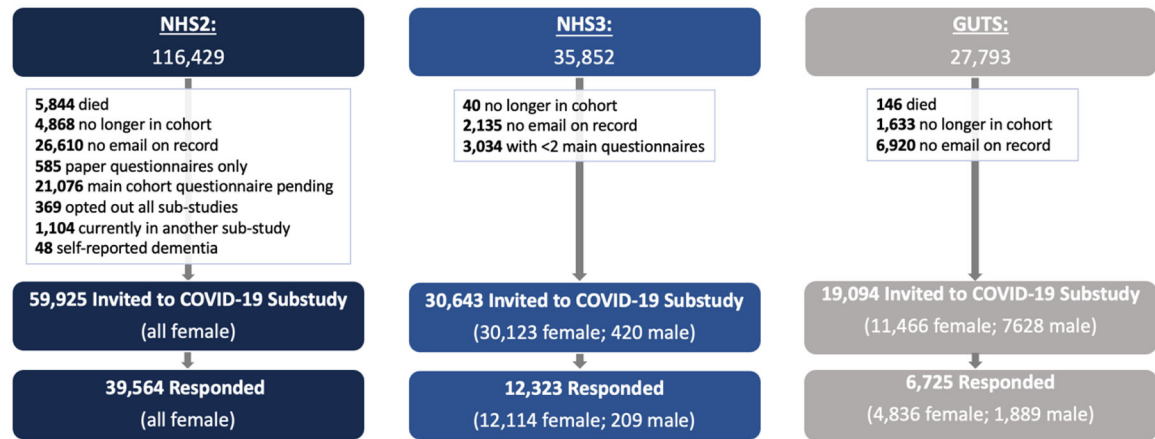 NHS2:
116,429
5,844 died
4,868 no longer in cohort
26,610 no email on record
585 paper questionnaires only
21,076 main cohort questionnaire pending
369 opted out all sub-studies
1,104 currently in another sub-study
48 self-reported dementia
59,925 Invited to COVID-19 Substudy
(all female)
39,564 Responded
(all female)
NHS3:
35,852
40 no longer in cohort
2,135 no email on record
3,034 with <2 main questionnaires
30,643 Invited to COVID-19 Substudy
(30,123 female; 420 male)
12,323 Responded
(12,114 female; 209 male)
GUTS:
27,793
146 died
1,633 no longer in cohort
6,920 no email on record
19,094 Invited to COVID-19 Substudy
(11,466 female; 7628 male)
6,725 Responded
(4,836 female; 1,889 male)